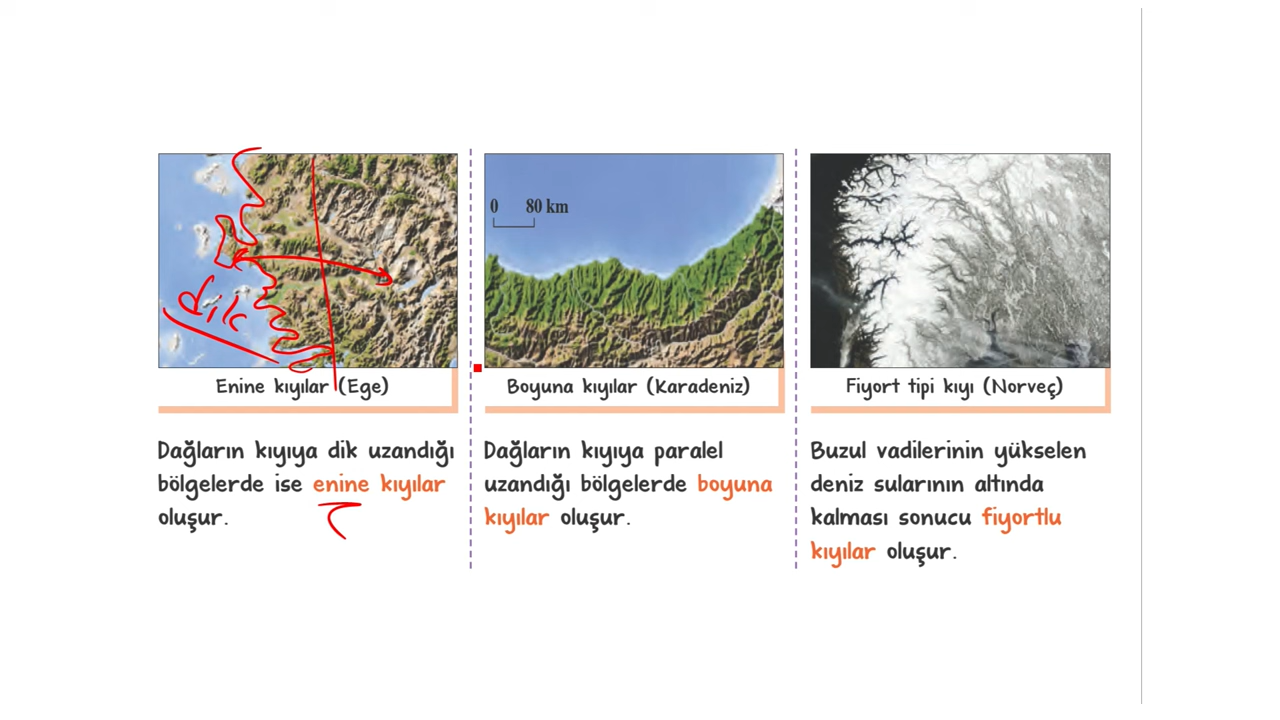 dik
0 80 km
Enine kıyılar (Ege)
Boyuna kıyılar (Karadeniz)
Fiyort tipi kıyı (Norveç)
Dağların kıyıya dik uzandığı
bölgelerde ise enine kıyılar
oluşur.
Dağların kıyıya paralel
uzandığı bölgelerde boyuna
kıyılar oluşur.
Buzul vadilerinin yükselen
deniz sularının altında
kalması sonucu fiyortlu
kıyılar oluşur.